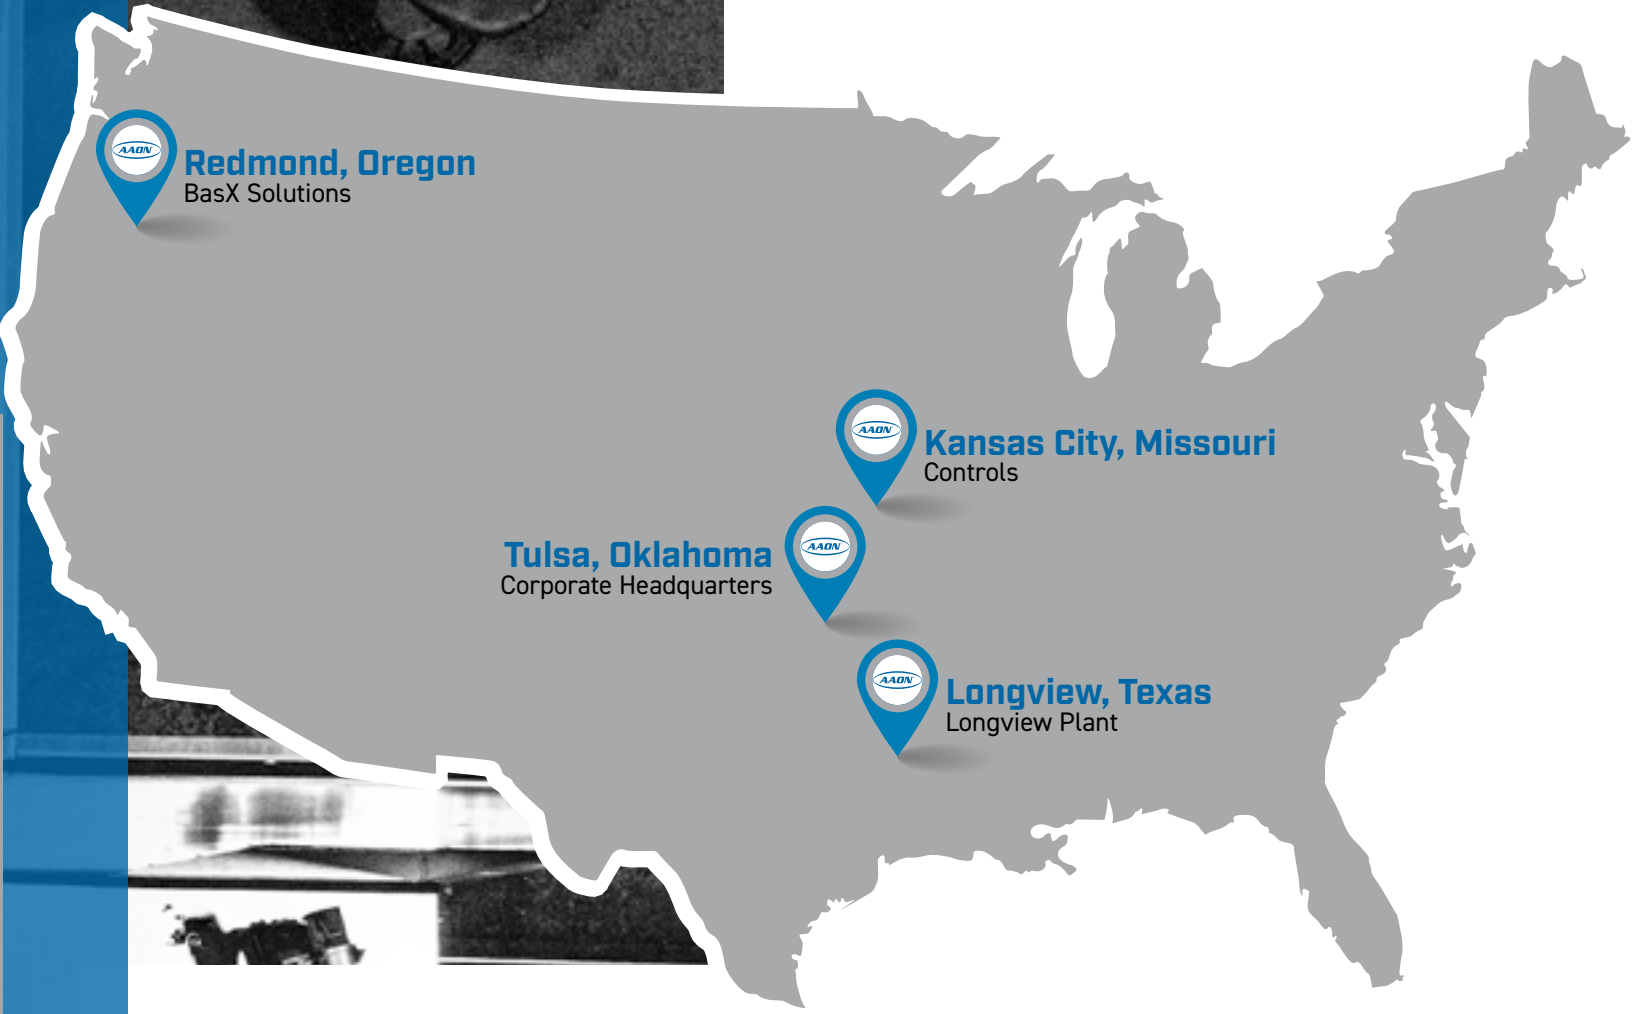 AAON
Redmond, Oregon
BasX Solutions
AAON
Kansas City, Missouri
Controls
AAON
Tulsa, Oklahoma
Corporate Headquarters
AAON
Longview, Texas
Longview Plant